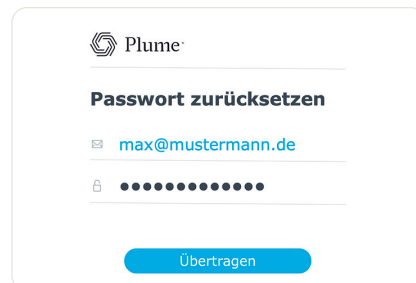 Plume
Passwort zurücksetzen
max@mustermann.de
●●●●●●●●●●●●●
Übertragen